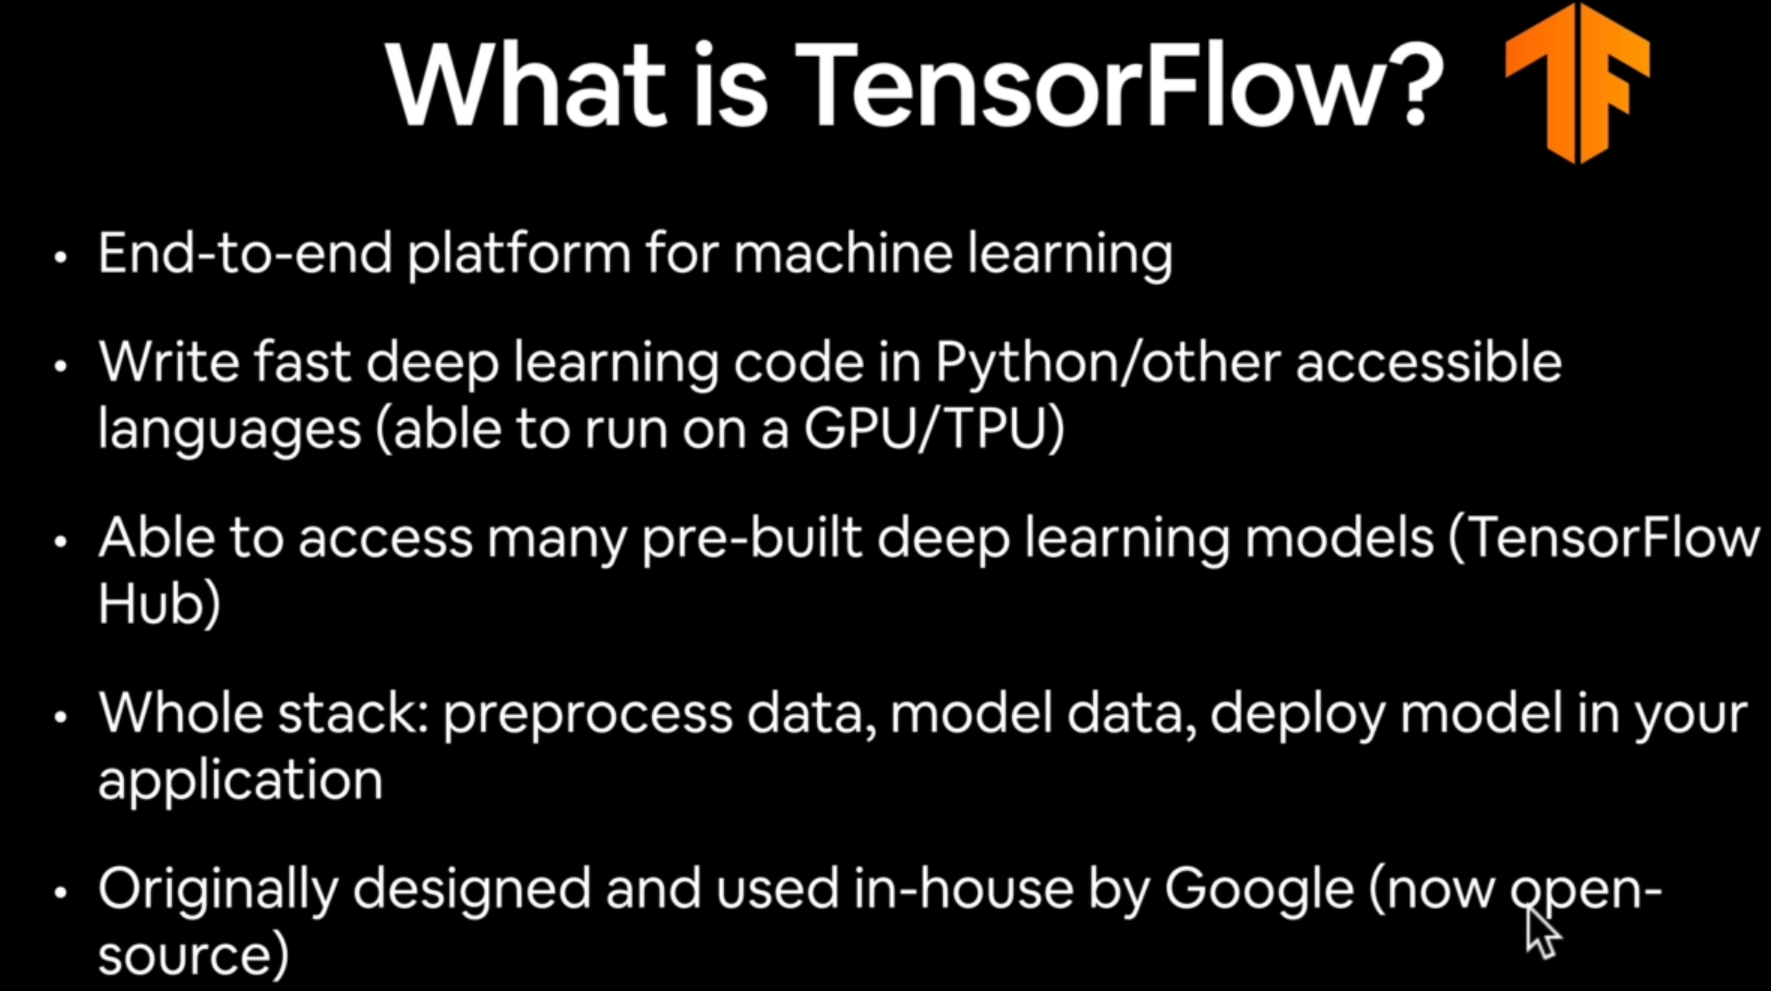 What is TensorFlow?
• End-to-end platform for machine learning
• Write fast deep learning code in Python/other accessible
languages (able to run on a GPU/TPU)
• Able to access many pre-built deep learning models (TensorFlow
Hub)
• Whole stack: preprocess data, model data, deploy model in your
application
• Originally designed and used in-house by Google (now open-
source)